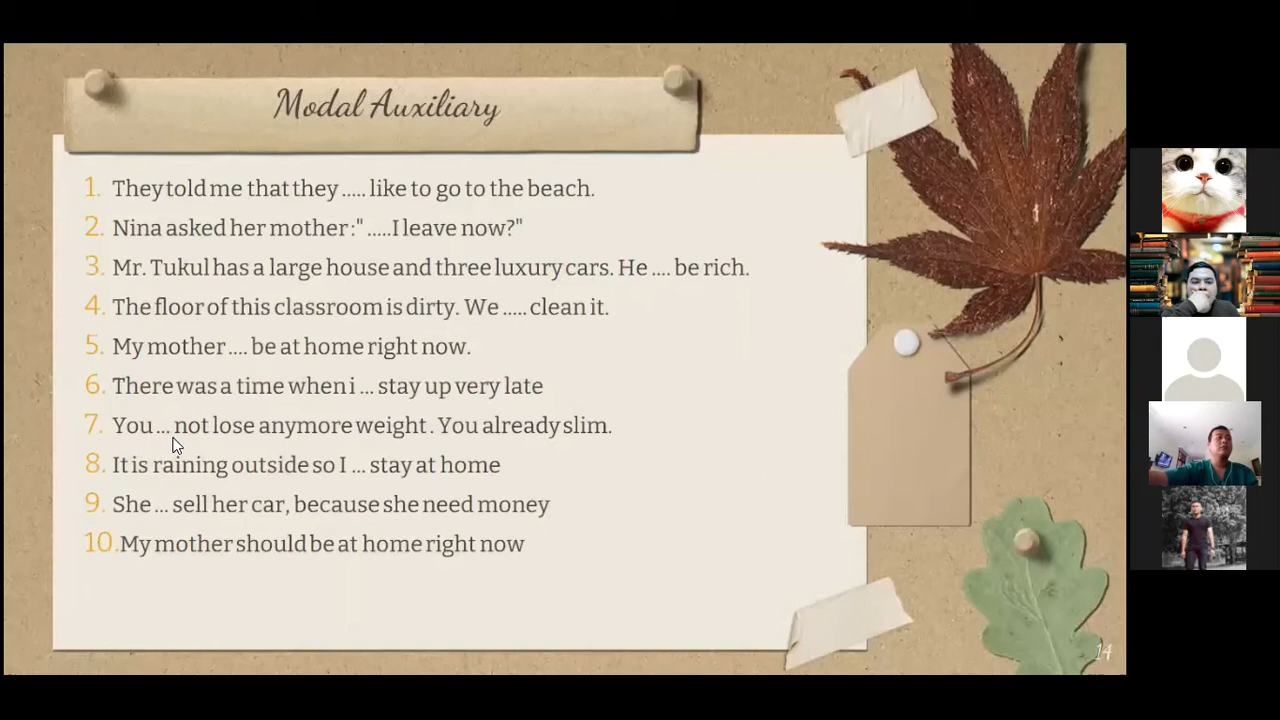 Modal Auxiliary
1. They told me that they ..... like to go to the beach.
2. Nina asked her mother :" .....I leave now?"
3. Mr. Tukul has a large house and three luxury cars. He .... be rich.
4. The floor of this classroom is dirty. We ..... clean it.
5. My mother .... be at home right now.
6. There was a time when i ... stay up very late
7. You ... not lose anymore weight . You already slim.
8. It is raining outside so I ... stay at home
9. She ... sell her car, because she need money
10. My mother should be at home right now
14